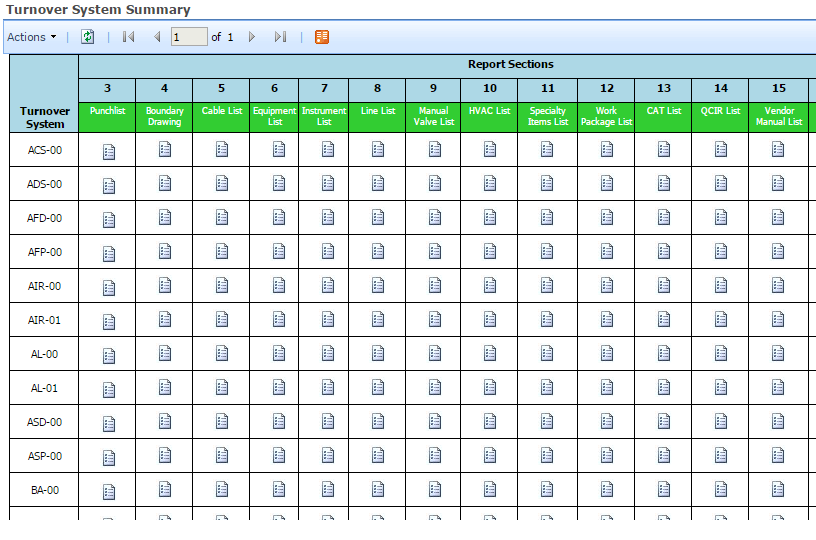 Turnover System Summary
Actions
1 of 1
Report Sections
3 4 5 6 7 8 9 10 11 12 13 14 15
Turnover System
Punchlist
Boundary Drawing
Cable List
Equipment List
Instrument List
Line List
Manual Valve List
HVAC List
Specialty Items List
Work Package List
CAT List
QCIR List
Vendor Manual List
ACS-00
ADS-00
AFD-00
AFP-00
AIR-00
AIR-01
AL-00
AL-01
ASD-00
ASP-00
BA-00